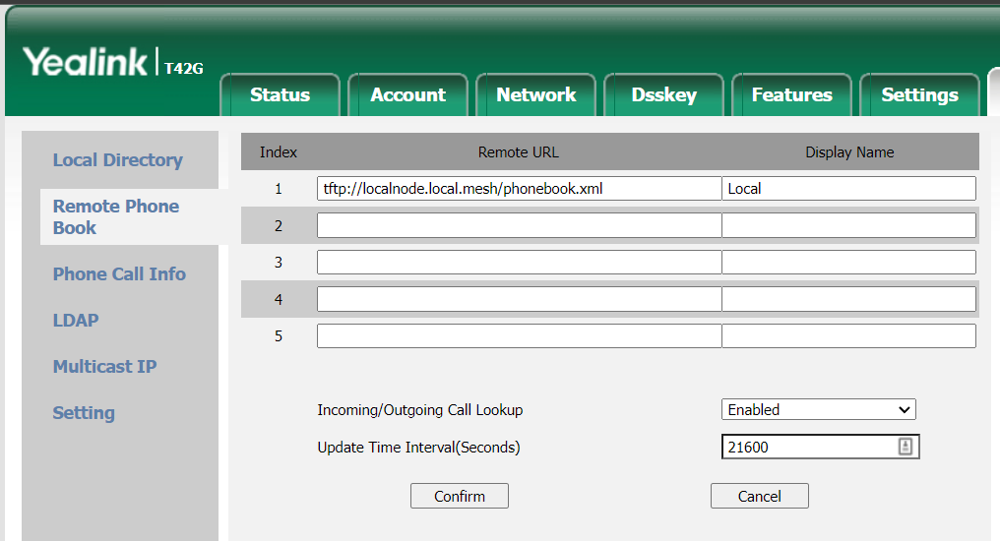 Yealink | T42G
Status Account Network Dsskey Features Settings
Local Directory
Remote Phone
Book
Phone Call Info
LDAP
Multicast IP
Setting
Index Remote URL Display Name
1 tftp://localnode.local.mesh/phonebook.xml Local
2
3
4
5
Incoming/Outgoing Call Lookup Enabled
Update Time Interval(Seconds) 21600
Confirm Cancel